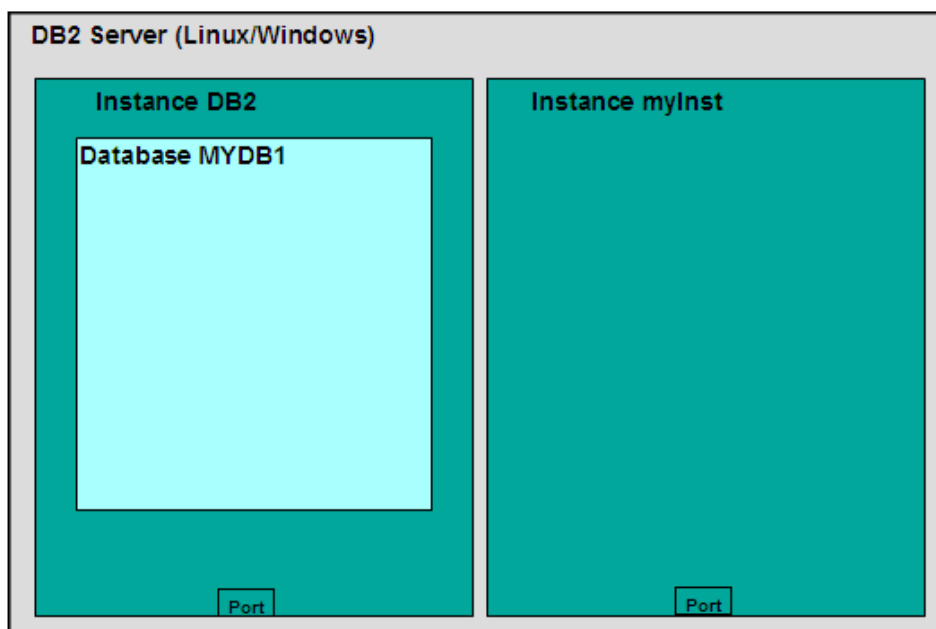 DB2 Server (Linux/Windows)
Instance DB2
Database MYDB1
Port
Instance myInst
Port